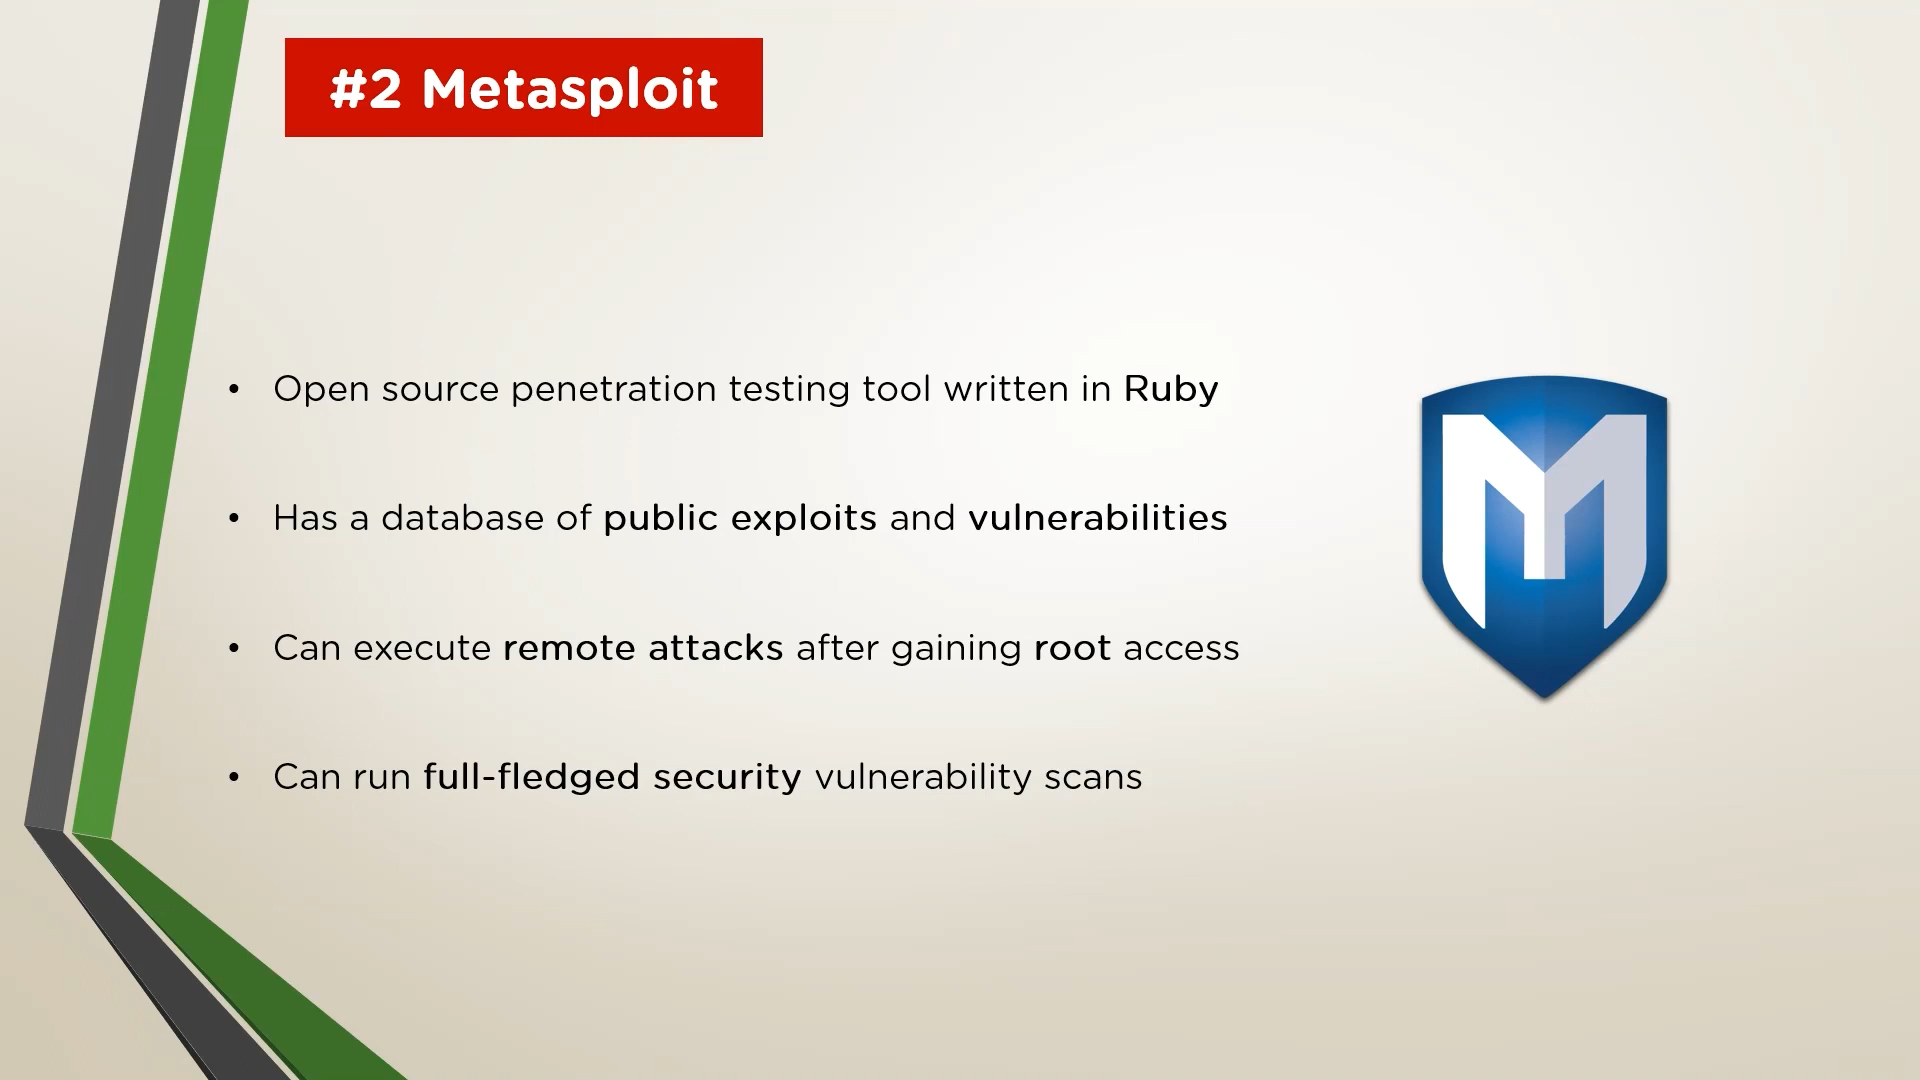 #2 Metasploit
• Open source penetration testing tool written in Ruby
• Has a database of public exploits and vulnerabilities
• Can execute remote attacks after gaining root access
• Can run full-fledged security vulnerability scans